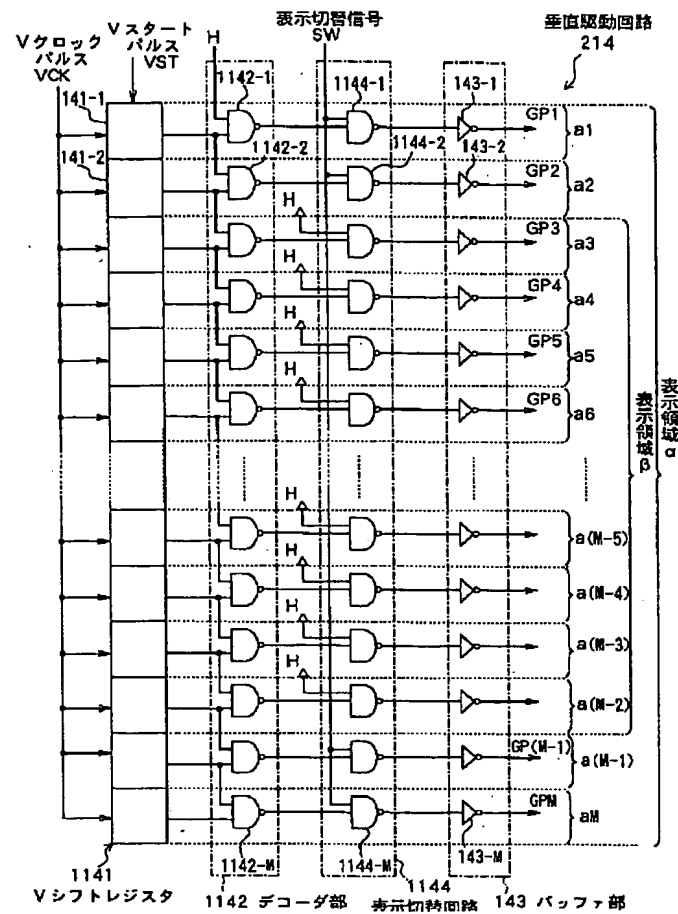 Vクロック
パルス
VCK
Vスタート
パルス
VST
H
表示切替信号
SW
垂直駆動回路
214
141-1
141-2
1142-1
1144-1
143-1
GP1
a1
1142-2
1144-2
143-2
GP2
a2
H
GP3
a3
H
GP4
a4
H
GP5
a5
H
GP6
a6
表示領域β
表示領域α
H
a(M-5)
H
a(M-4)
H
a(M-3)
H
a(M-2)
GP(M-1)
a(M-1)
GPM
aM
1141
Vシフトレジスタ
1142-M
1142 デコーダ部
1144-M
1144
表示切替回路
143-M
143 バッファ部